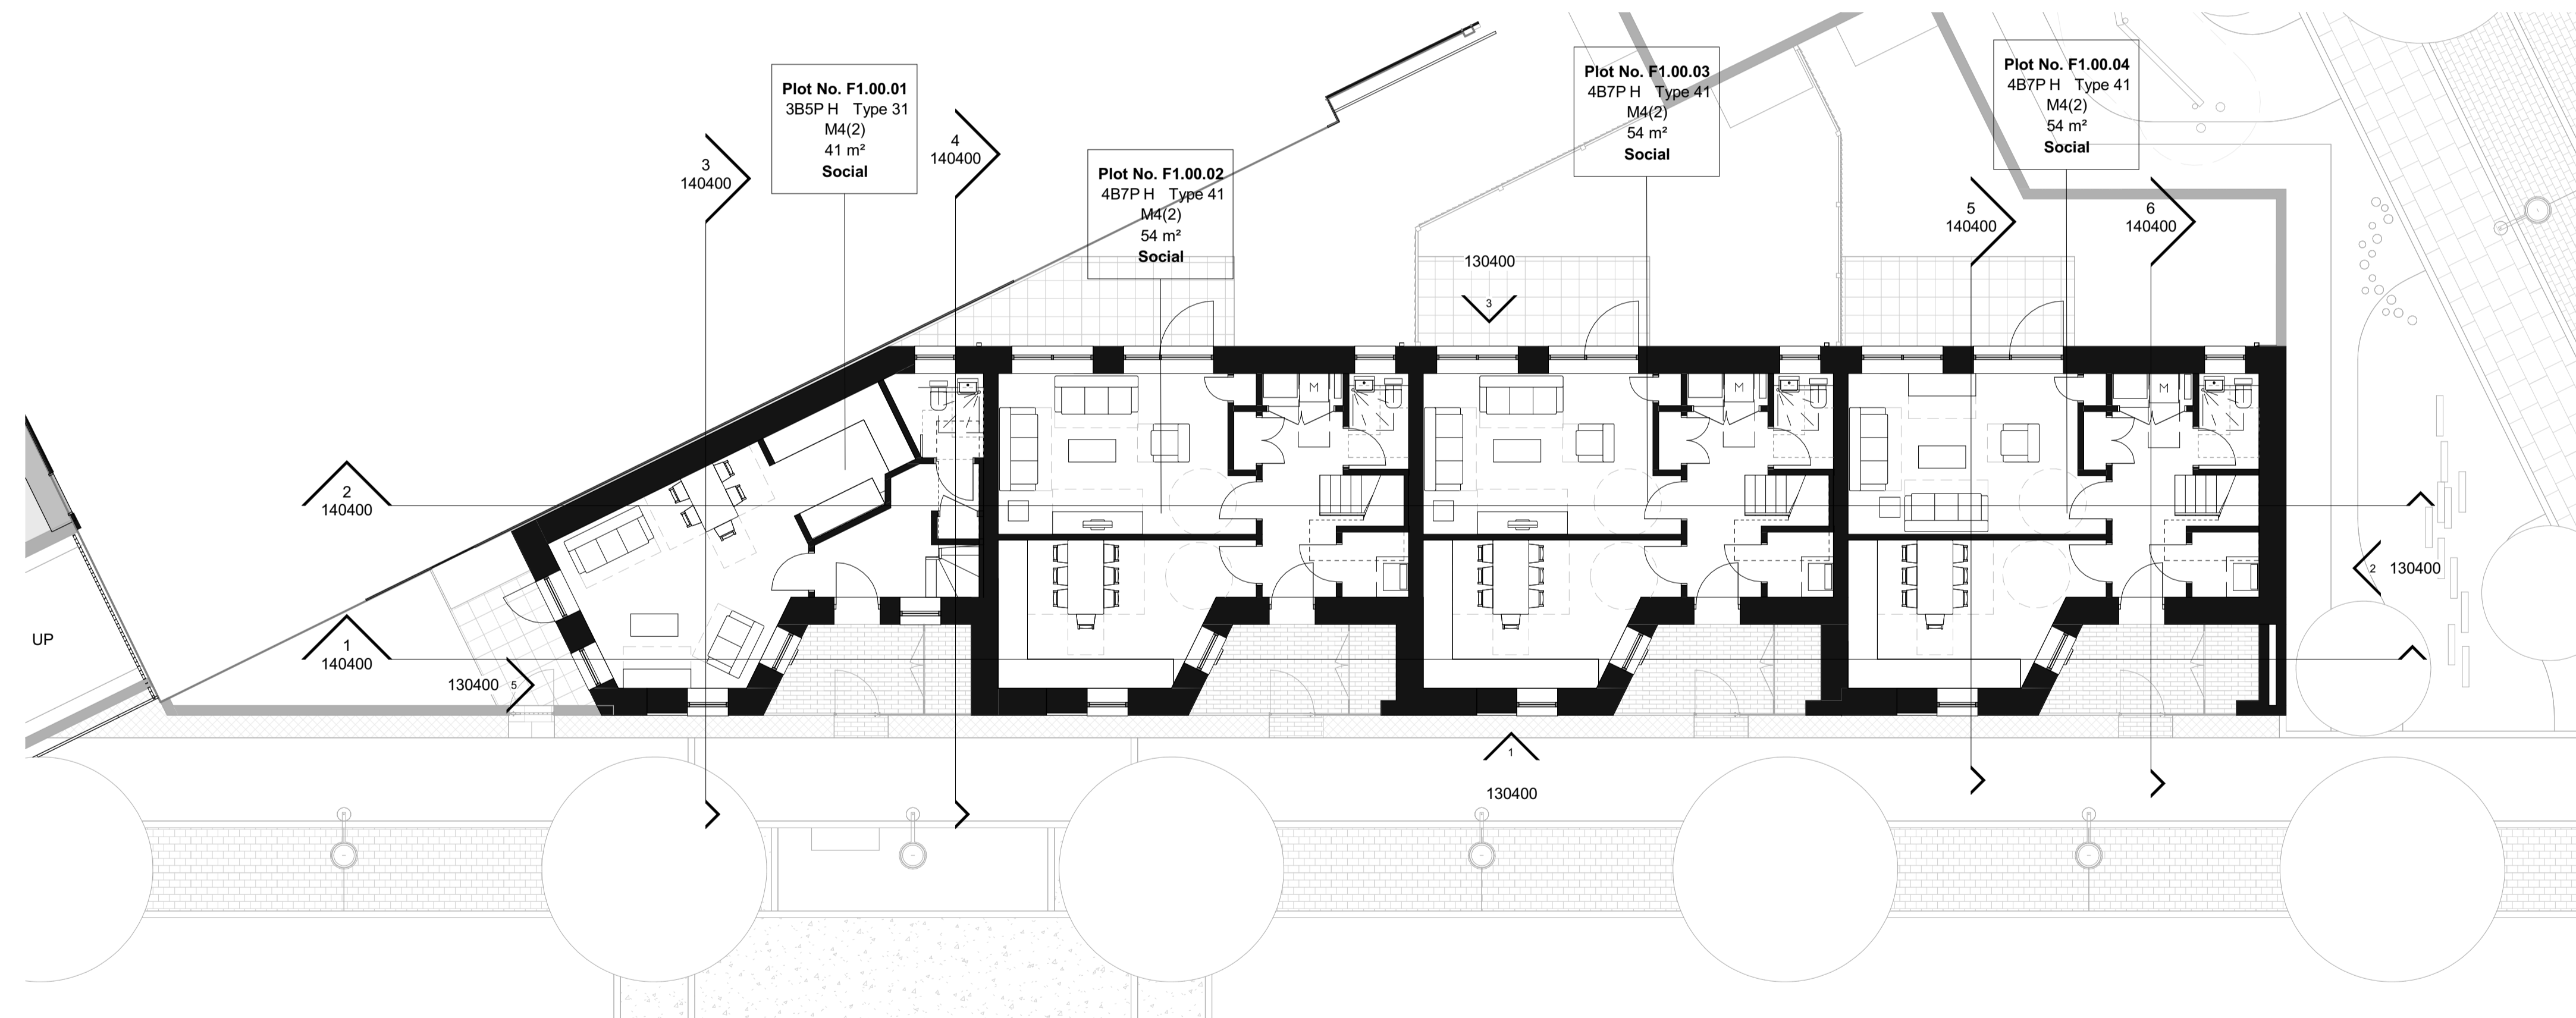 Plot No. F1.00.01
3B5P H Type 31
M4(2)
41 m²
Social
Plot No. F1.00.02
4B7P H Type 41
M4(2)
54 m²
Social
Plot No. F1.00.03
4B7P H Type 41
M4(2)
54 m²
Social
Plot No. F1.00.04
4B7P H Type 41
M4(2)
54 m²
Social
3
140400
4
140400
5
140400
6
140400
130400
3
M
M
M
2
140400
1
140400
130400 5
2 130400
UP
1
130400